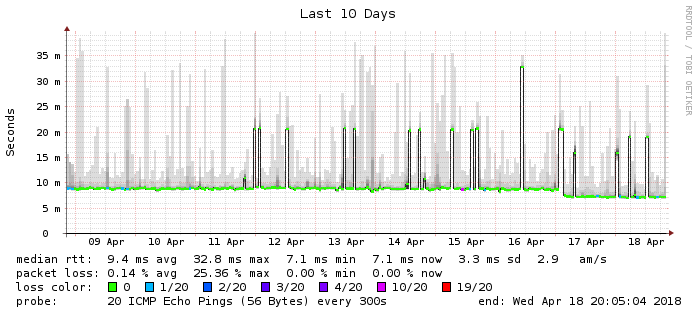 Last 10 Days
RRDTOOL / TOBI OETIKER
Seconds
35 m
30 m
25 m
20 m
15 m
10 m
5 m
0
09 Apr 10 Apr 11 Apr 12 Apr 13 Apr 14 Apr 15 Apr 16 Apr 17 Apr 18 Apr
median rtt: 9.4 ms avg 32.8 ms max 7.1 ms min 7.1 ms now 3.3 ms sd 2.9 am/s
packet loss: 0.14 % avg 25.36 % max 0.00 % min 0.00 % now
loss color: 0 1/20 2/20 3/20 4/20 10/20 19/20
probe: 20 ICMP Echo Pings (56 Bytes) every 300s end: Wed Apr 18 20:05:04 2018